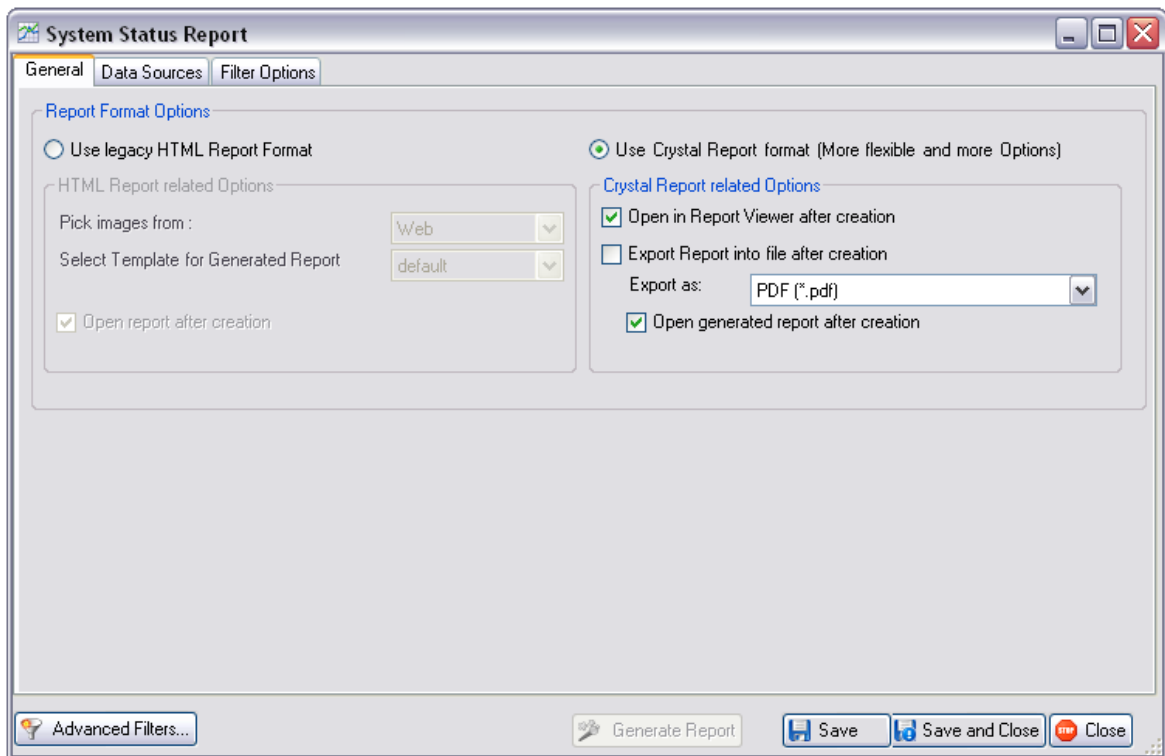 System Status Report
General
Data Sources
Filter Options
Report Format Options
Use legacy HTML Report Format
Use Crystal Report format (More flexible and more Options)
HTML Report related Options
Pick images from :
Web
Select Template for Generated Report
default
Open report after creation
Crystal Report related Options
Open in Report Viewer after creation
Export Report into file after creation
Export as:
PDF (*.pdf)
Open generated report after creation
Advanced Filters...
Generate Report
Save
Save and Close
STOP
Close